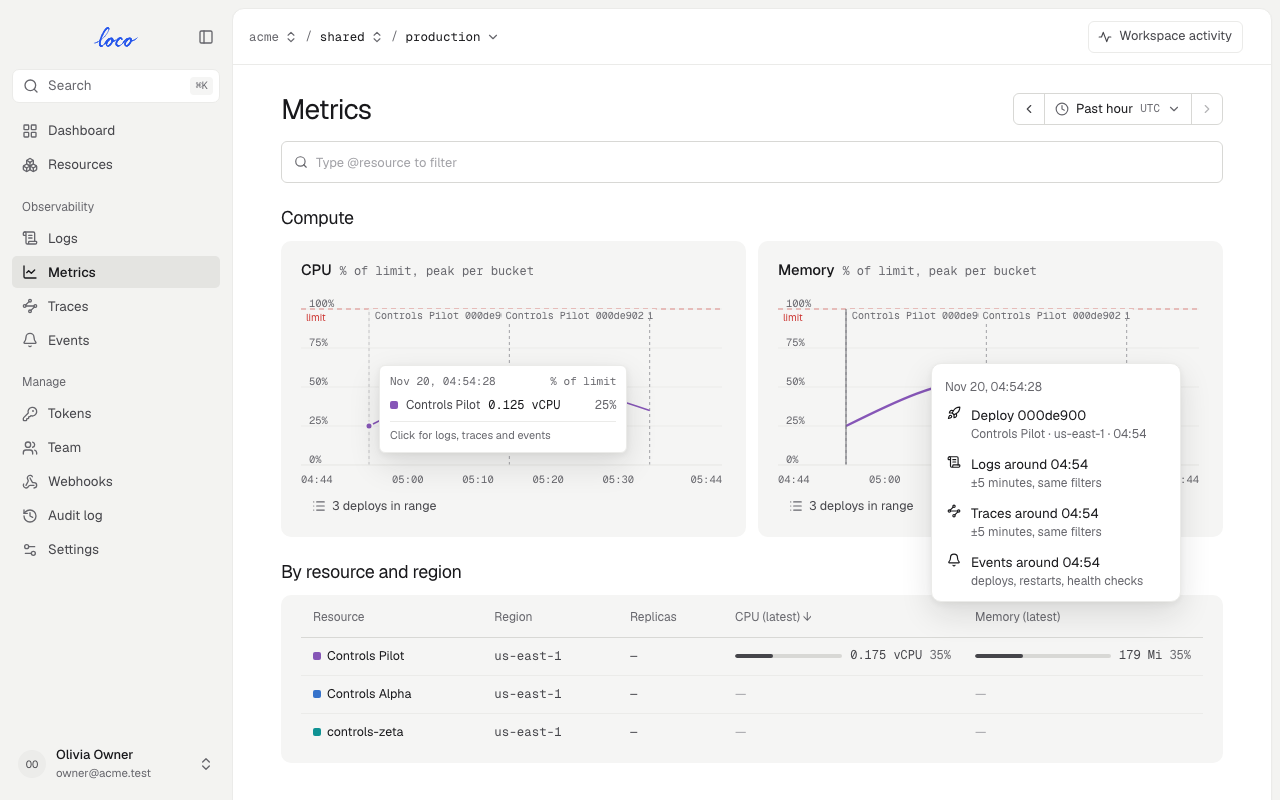 loco
Search ⌘K
Dashboard
Resources
Observability
Logs
Metrics
Traces
Events
Manage
Tokens
Team
Webhooks
Audit log
Settings
OO Olivia Owner
owner@acme.test
acme / shared / production
Workspace activity
Metrics
Past hour UTC
Type @resource to filter
Compute
CPU % of limit, peak per bucket
100%
limit
Controls Pilot 000de9 Controls Pilot 000de902 1
75%
50%
25%
0%
04:44 05:00 05:10 05:20 05:30 05:44
Nov 20, 04:54:28 % of limit
Controls Pilot 0.125 vCPU 25%
Click for logs, traces and events
3 deploys in range
Memory % of limit, peak per bucket
100%
limit
Controls Pilot 000de9 Controls Pilot 000de902 1
75%
50%
25%
0%
04:44 05:00 :44
3 deploys in range
Nov 20, 04:54:28
Deploy 000de900
Controls Pilot · us-east-1 · 04:54
Logs around 04:54
±5 minutes, same filters
Traces around 04:54
±5 minutes, same filters
Events around 04:54
deploys, restarts, health checks
By resource and region
Resource Region Replicas CPU (latest) ↓ Memory (latest)
Controls Pilot us-east-1 — 0.175 vCPU 35% 179 Mi 35%
Controls Alpha us-east-1 — — —
controls-zeta us-east-1 — — —